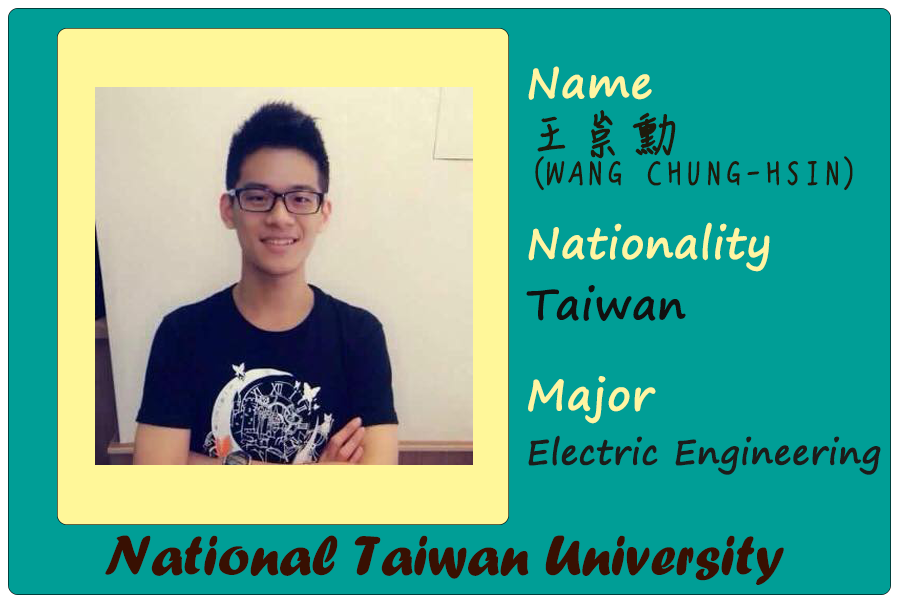 Name
王崇勳
(WANG CHUNG-HSIN)
Nationality
Taiwan
Major
Electric Engineering
National Taiwan University